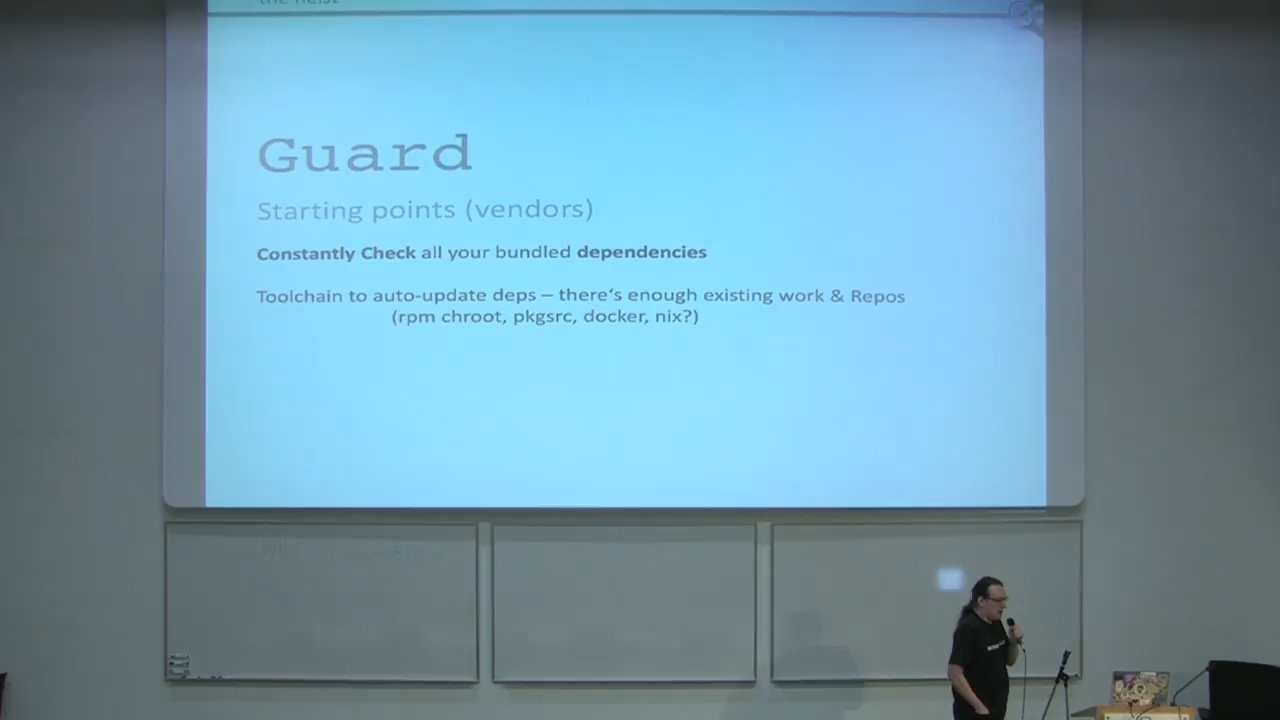 the heist
Guard
Starting points (vendors)
Constantly Check all your bundled dependencies
Toolchain to auto-update deps – there's enough existing work & Repos
(rpm chroot, pkgsrc, docker, nix?)